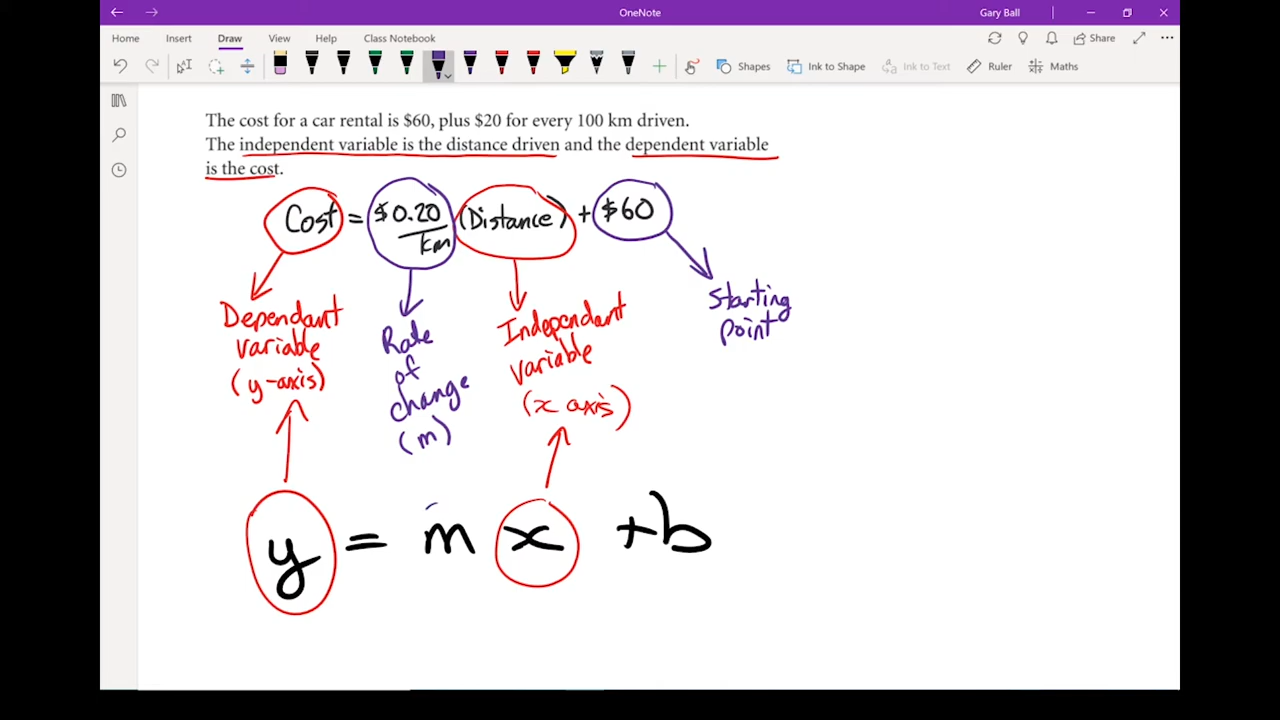 OneNote
Gary Ball
Home Insert Draw View Help Class Notebook
Share
Shapes Ink to Shape Ink to Text Ruler Maths
The cost for a car rental is $60, plus $20 for every 100 km driven.
The independent variable is the distance driven and the dependent variable
is the cost.
Cost = $0.20/km (Distance) + $60
Dependant
variable
(y-axis)
Rate
of
change
(m)
Independant
variable
(x axis)
Starting
point
y = m x + b